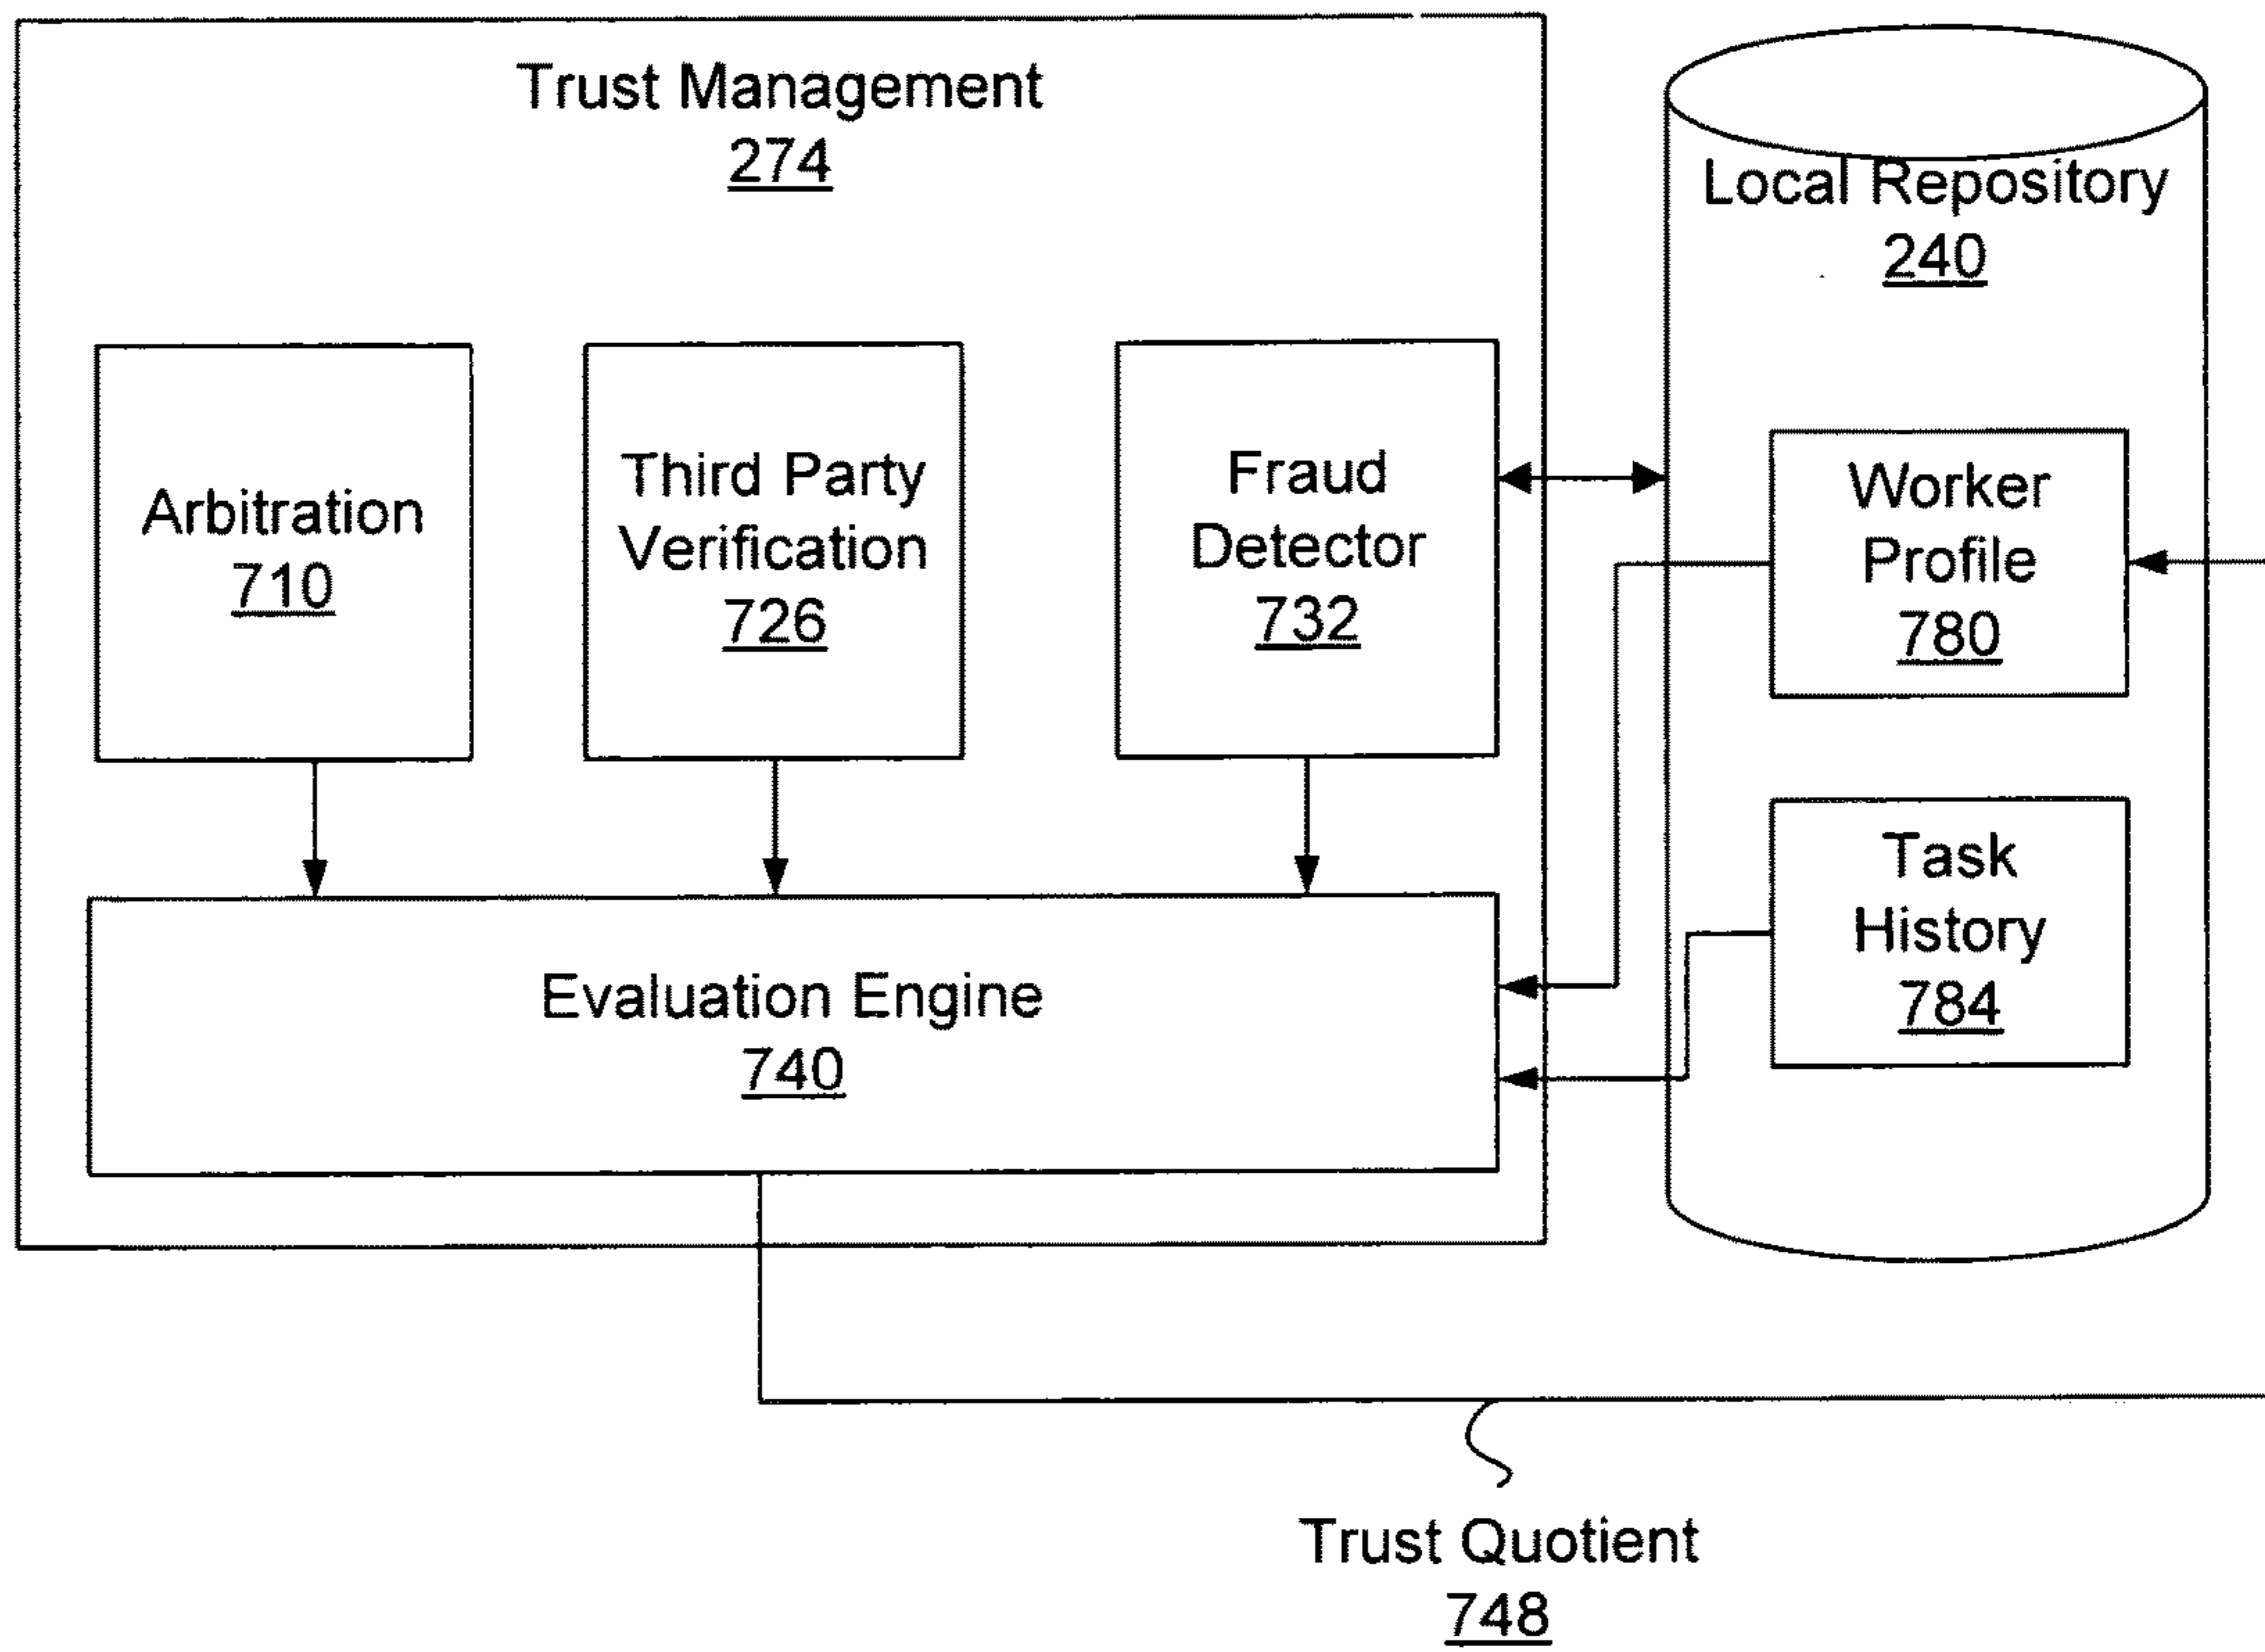 Trust Management
274
Local Repository
240
Arbitration
710
Third Party
Verification
726
Fraud
Detector
732
Worker
Profile
780
Task
History
784
Evaluation Engine
740
Trust Quotient
748